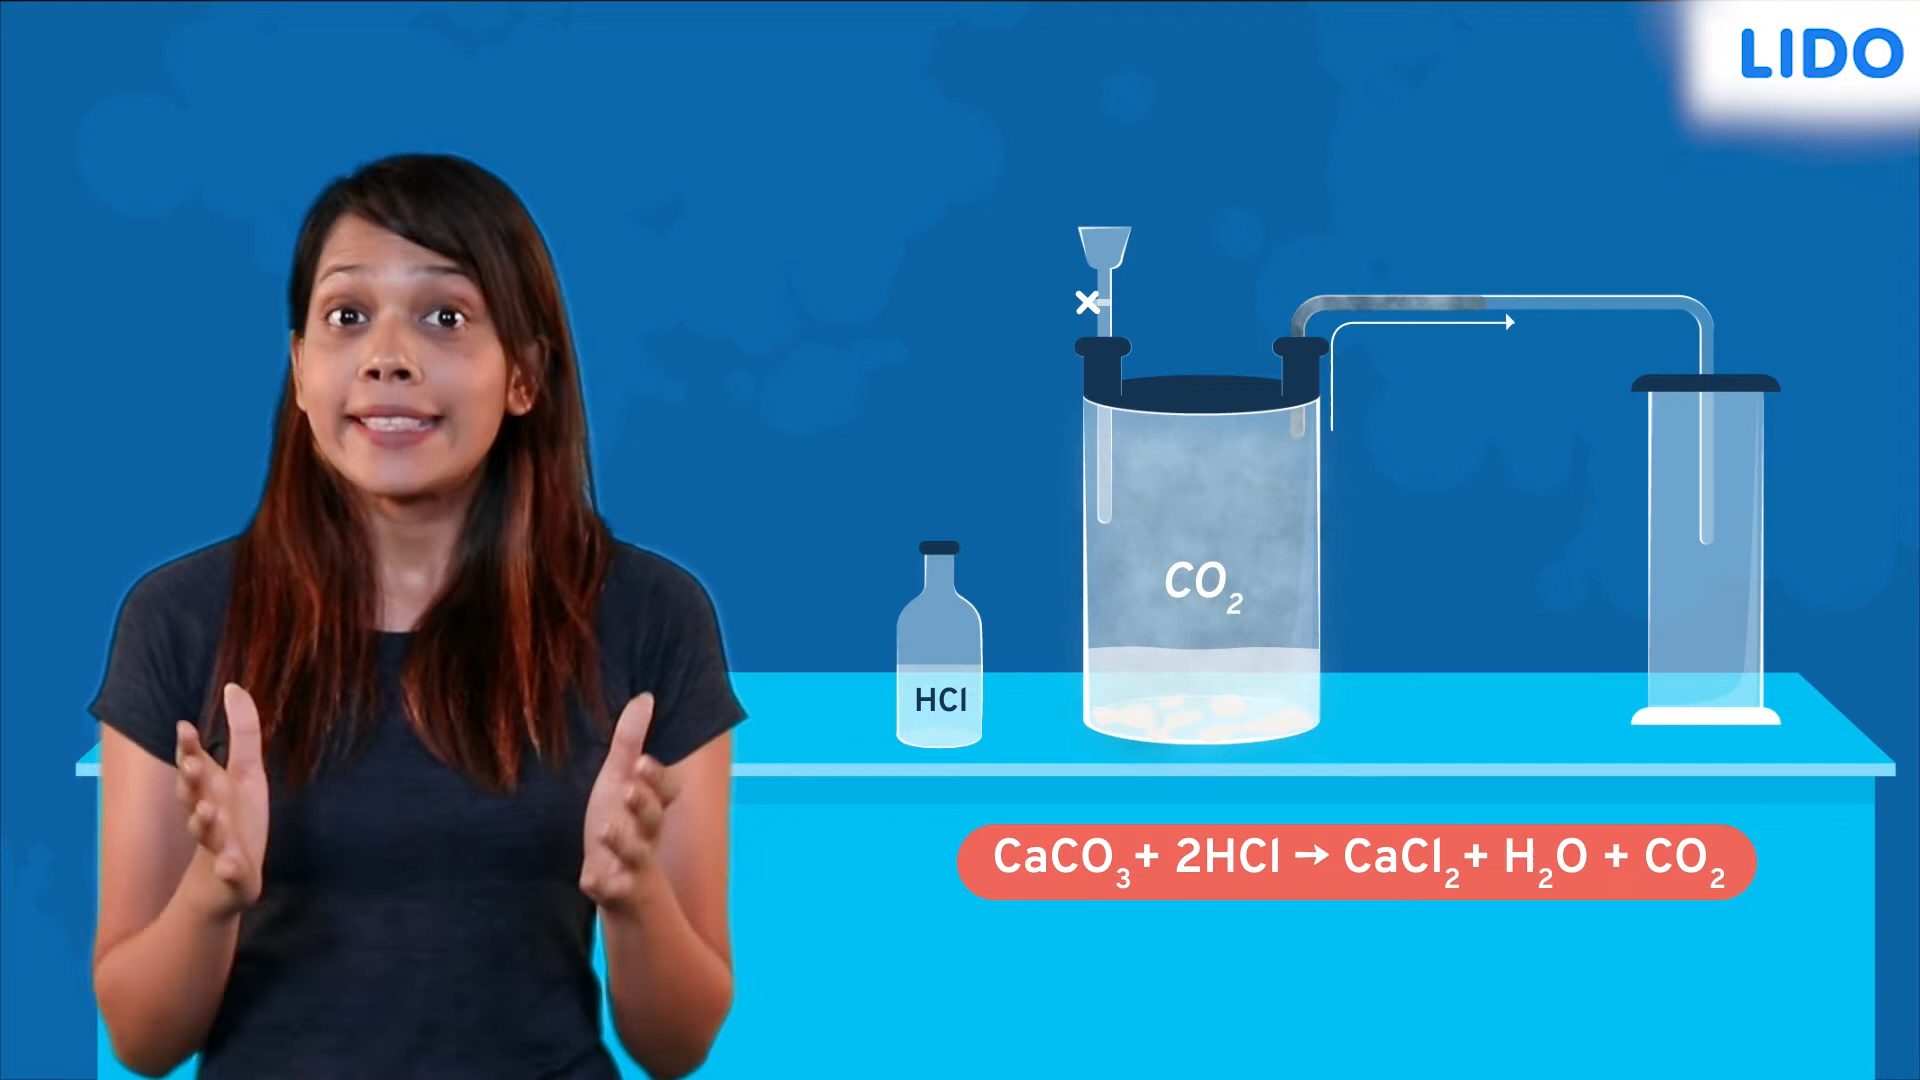 LIDO
CO₂
HCl
CaCO₃+ 2HCl → CaCl₂+ H₂O + CO₂